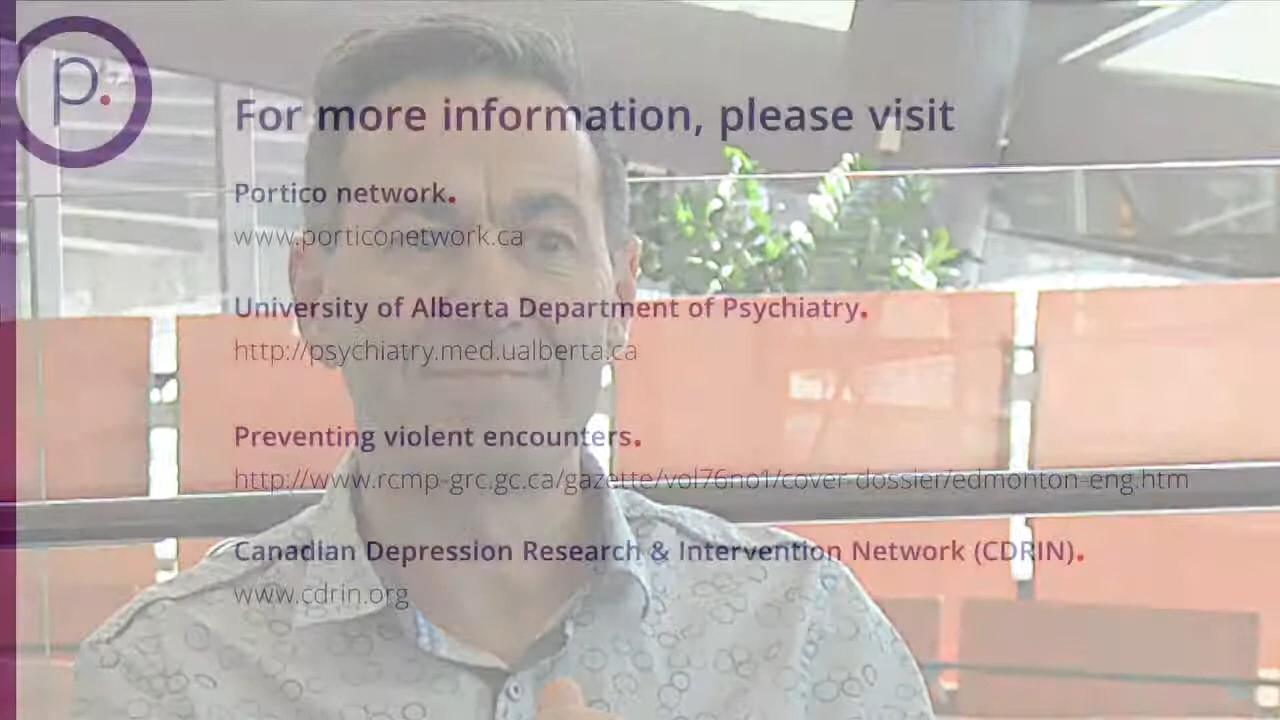 p.
For more information, please visit
Portico network.
www.porticonetwork.ca
University of Alberta Department of Psychiatry.
http://psychiatry.med.ualberta.ca
Preventing violent encounters.
http://www.rcmp-grc.gc.ca/gazette/vol76no1/cover-dossier/edmonton-eng.htm
Canadian Depression Research & Intervention Network (CDRIN).
www.cdrin.org